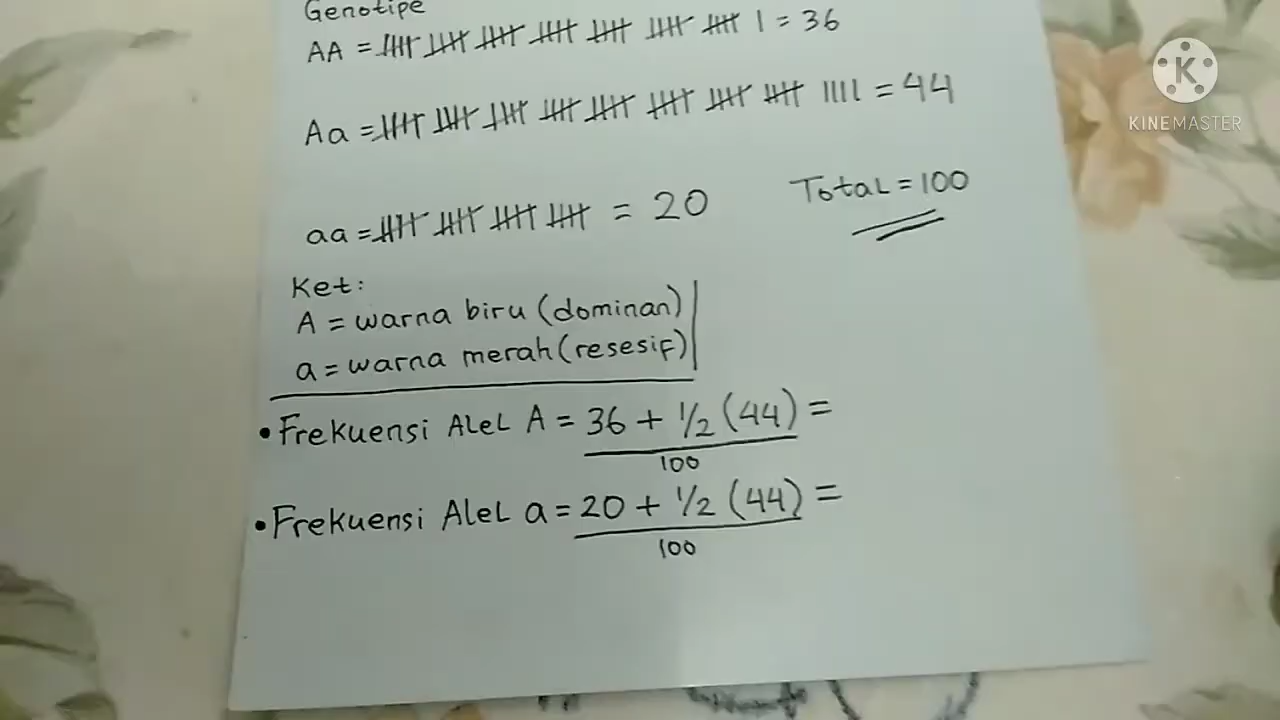 Genotipe
AA = 𝍸 𝍸 𝍸 𝍸 𝍸 𝍸 𝍸 I = 36
Aa = 𝍸 𝍸 𝍸 𝍸 𝍸 𝍸 𝍸 𝍸 IIII = 44
aa = 𝍸 𝍸 𝍸 𝍸 = 20
Total = 100
Ket:
A = warna biru (dominan)
a = warna merah (resesif)
• Frekuensi Alel A = 36 + 1/2 (44) =
100
• Frekuensi Alel a = 20 + 1/2 (44) =
100
K
KINEMASTER